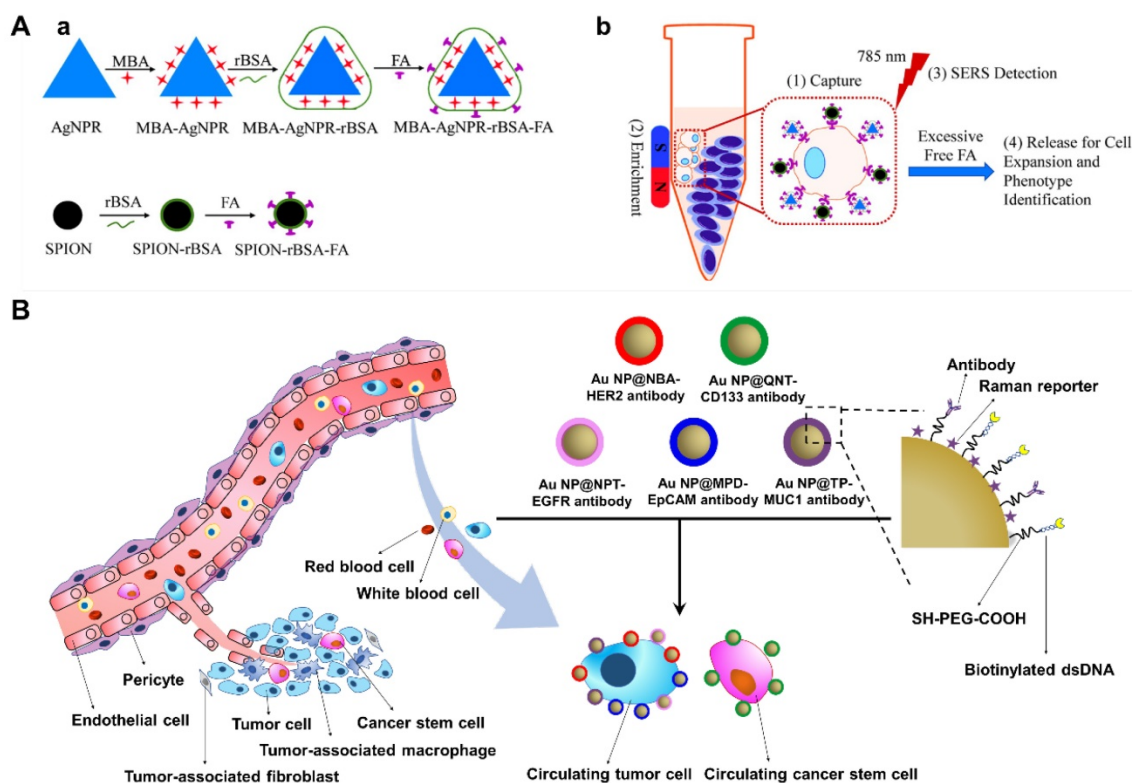 A
a
MBA
rBSA
FA
AgNPR
MBA-AgNPR
MBA-AgNPR-rBSA
MBA-AgNPR-rBSA-FA
rBSA
FA
SPION
SPION-rBSA
SPION-rBSA-FA
b
785 nm
(1) Capture
(3) SERS Detection
(2) Enrichment
S
N
Excessive
Free FA
(4) Release for Cell
Expansion and
Phenotype
Identification
B
Au NP@NBA-
HER2 antibody
Au NP@QNT-
CD133 antibody
Au NP@NPT-
EGFR antibody
Au NP@MPD-
EpCAM antibody
Au NP@TP-
MUC1 antibody
Antibody
Raman reporter
SH-PEG-COOH
Biotinylated dsDNA
Red blood cell
White blood cell
Pericyte
Endothelial cell
Tumor cell
Cancer stem cell
Tumor-associated macrophage
Tumor-associated fibroblast
Circulating tumor cell
Circulating cancer stem cell